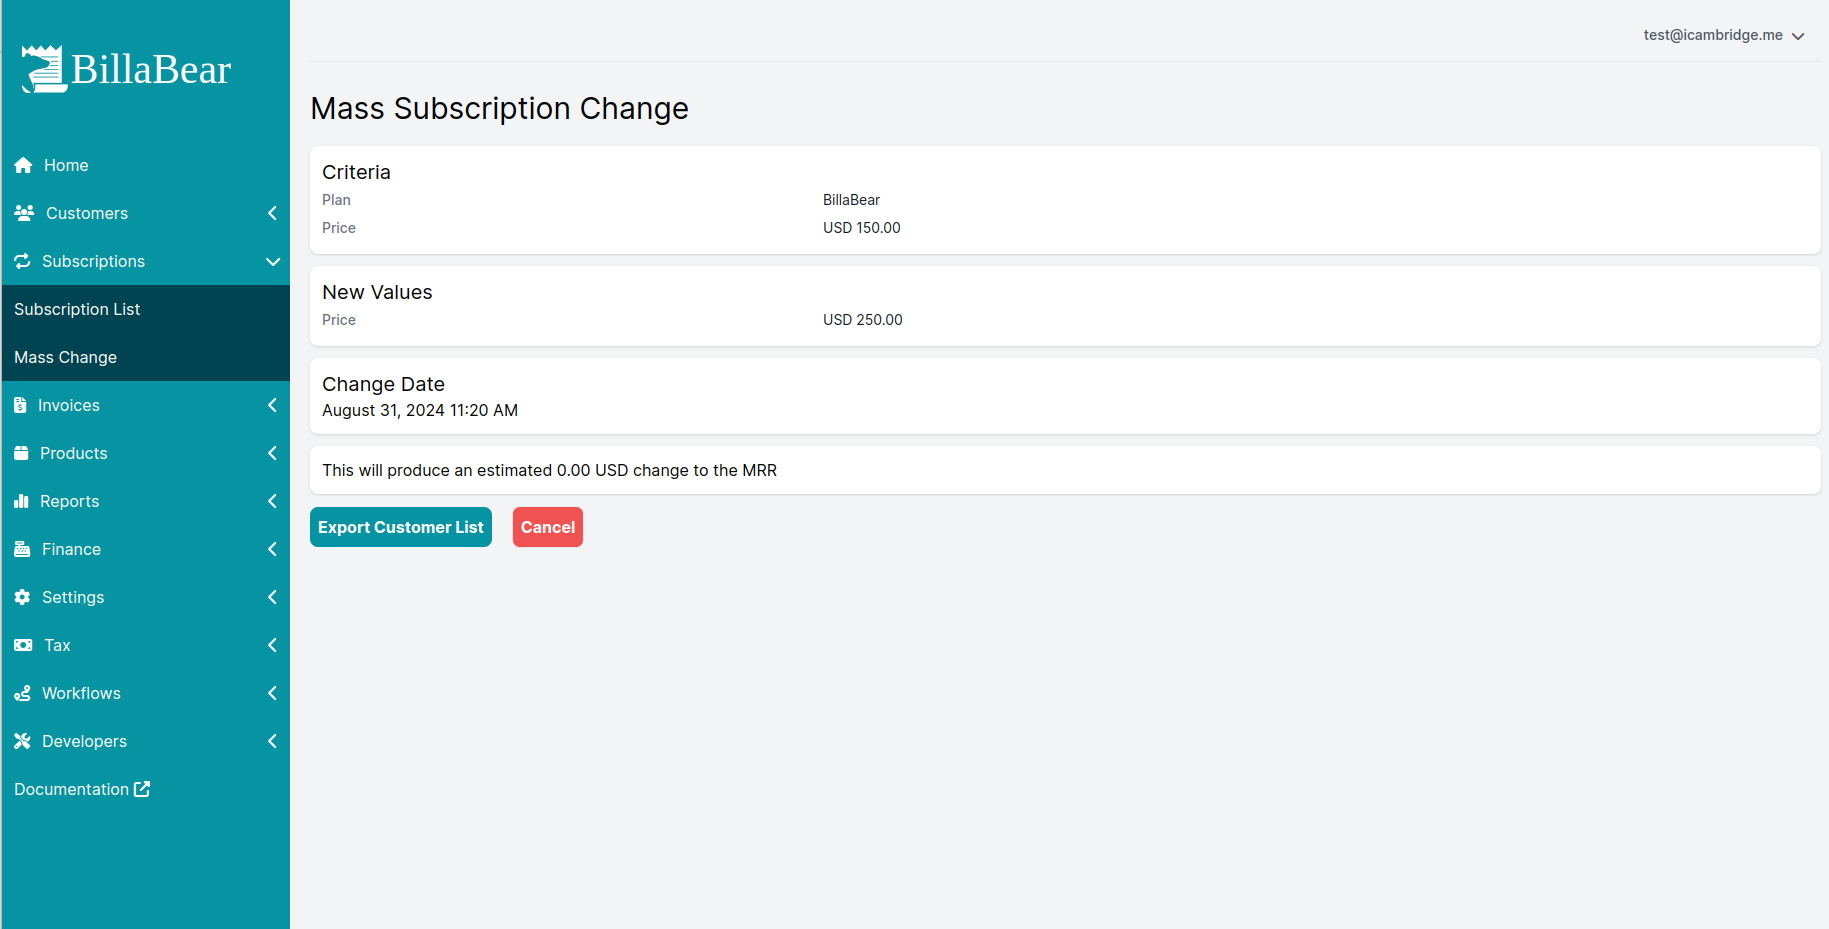 BillaBear
test@icambridge.me
Home
Customers
Subscriptions
Subscription List
Mass Change
Invoices
Products
Reports
Finance
Settings
Tax
Workflows
Developers
Documentation
Mass Subscription Change
Criteria
Plan BillaBear
Price USD 150.00
New Values
Price USD 250.00
Change Date
August 31, 2024 11:20 AM
This will produce an estimated 0.00 USD change to the MRR
Export Customer List Cancel